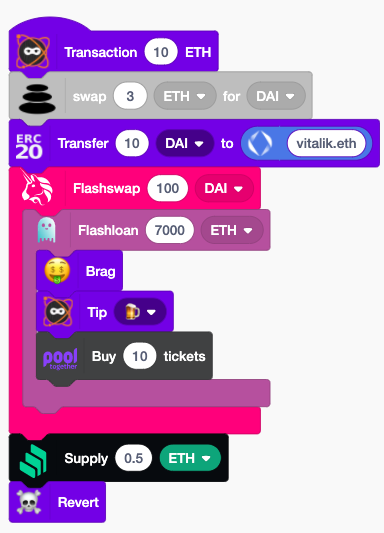 Transaction 10 ETH
swap 3 ETH for DAI
ERC 20 Transfer 10 DAI to vitalik.eth
Flashswap 100 DAI
Flashloan 7000 ETH
Brag
Tip
pool together Buy 10 tickets
Supply 0.5 ETH
Revert